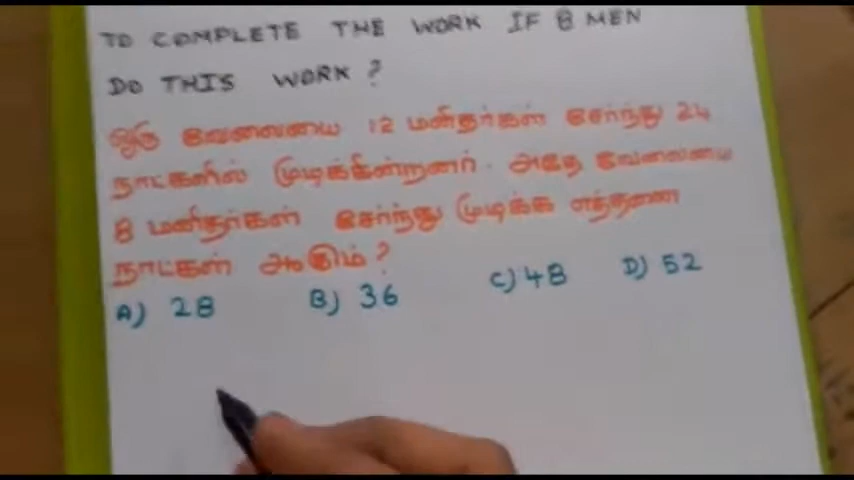 TO COMPLETE THE WORK IF 8 MEN
DO THIS WORK ?
ஒரு வேலையை 12 மனிதர்கள் சேர்ந்து 24
நாட்களில் முடிக்கின்றனர். அதே வேலையை
8 மனிதர்கள் சேர்ந்து முடிக்க எத்தனை
நாட்கள் ஆகும் ?
A) 28 B) 36 C) 48 D) 52